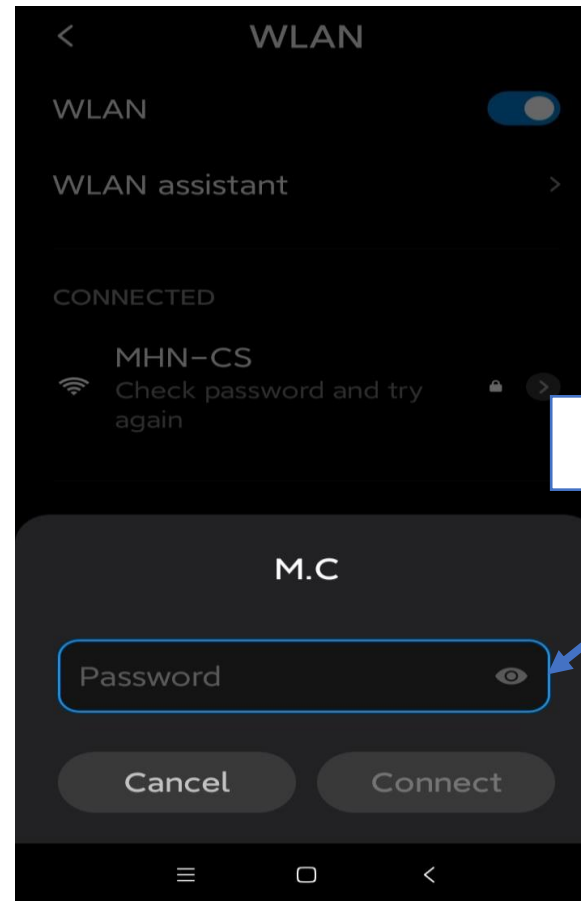 WLAN
WLAN
WLAN assistant
CONNECTED
MHN-CS
Check password and try
again
M.C
Password
Cancel
Connect